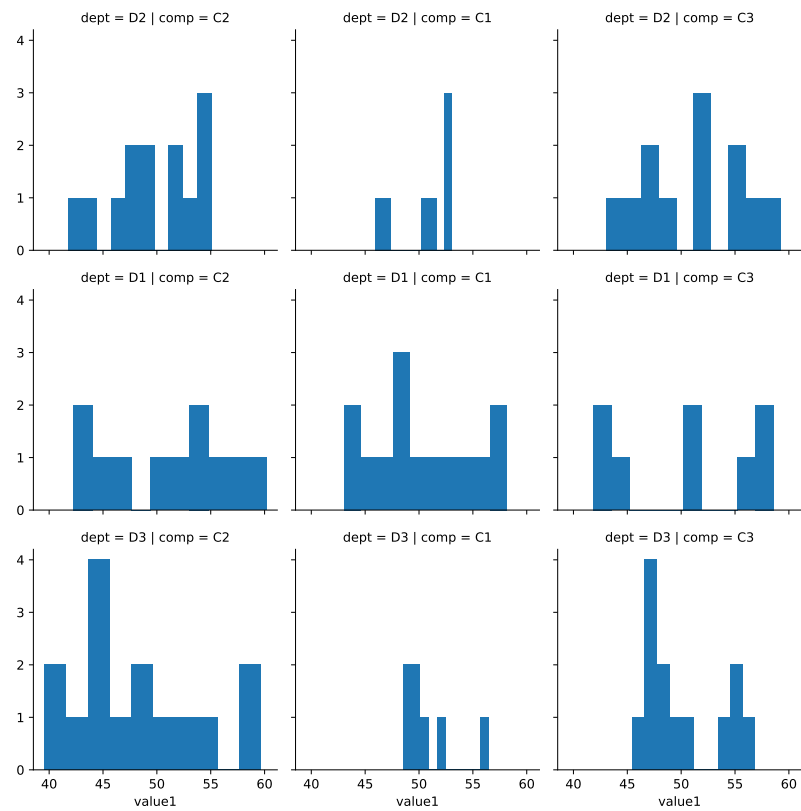 dept = D2 | comp = C2
dept = D2 | comp = C1
dept = D2 | comp = C3
4
3
2
1
0
dept = D1 | comp = C2
dept = D1 | comp = C1
dept = D1 | comp = C3
4
3
2
1
0
dept = D3 | comp = C2
dept = D3 | comp = C1
dept = D3 | comp = C3
4
3
2
1
0
40 45 50 55 60
40 45 50 55 60
40 45 50 55 60
value1
value1
value1